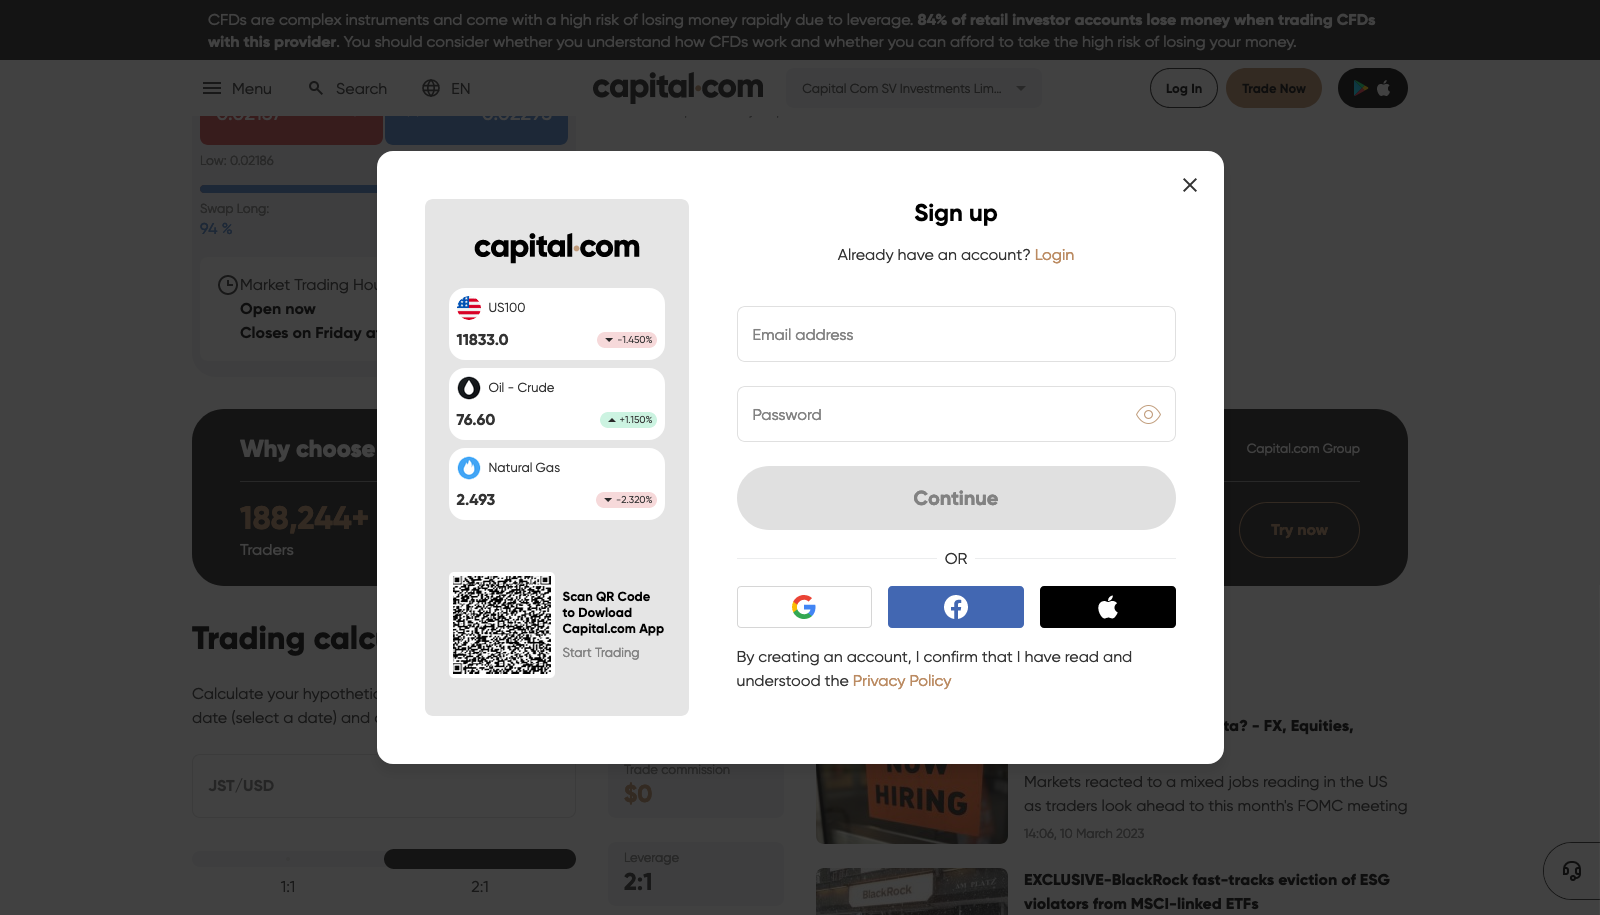 CFDs are complex instruments and come with a high risk of losing money rapidly due to leverage. 84% of retail investor accounts lose money when trading CFDs
with this provider. You should consider whether you understand how CFDs work and whether you can afford to take the high risk of losing your money.
Menu
Search
EN
capital.com
Capital Com SV Investments Lim...
Log In
Trade Now
Low: 0.02186
Swap Long:
94 %
Market Trading Hou
Open now
Closes on Friday at
Why choose
188,244+
Traders
Capital.com Group
Try now
Trading calc
Calculate your hypothetic
date (select a date) and
JST/USD
1:1
2:1
Trade commission
$0
Leverage
2:1
capital.com
US100
11833.0
-1.450%
Oil - Crude
76.60
+1.150%
Natural Gas
2.493
-2.320%
Scan QR Code
to Dowload
Capital.com App
Start Trading
Sign up
Already have an account? Login
Email address
Password
Continue
OR
By creating an account, I confirm that I have read and
understood the Privacy Policy
ta? - FX, Equities,
Markets reacted to a mixed jobs reading in the US
as traders look ahead to this month's FOMC meeting
14:06, 10 March 2023
NOW
HIRING
BlackRock
EXCLUSIVE-BlackRock fast-tracks eviction of ESG
violators from MSCI-linked ETFs